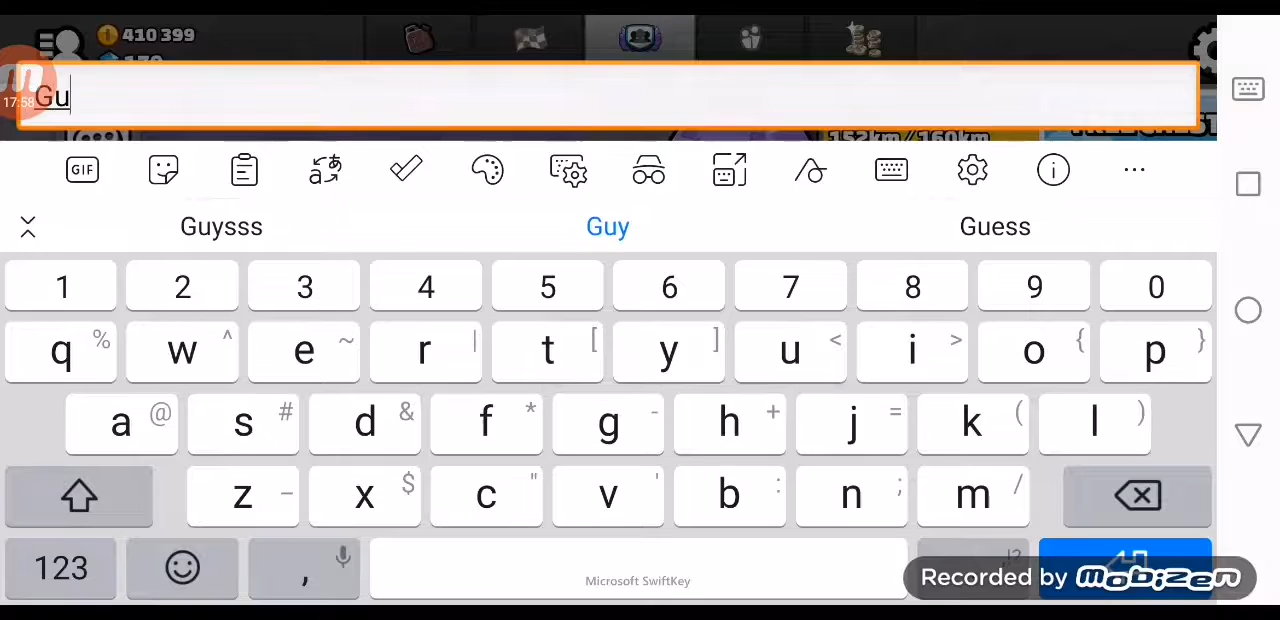 410 399
17:58
Gu
152km/160km
GIF
Guysss Guy Guess
1 2 3 4 5 6 7 8 9 0
q % w ^ e ~ r | t [ y ] u < i > o { p }
a @ s # d & f * g - h + j = k ( l )
z _ x $ c " v ' b : n ; m /
123 , Microsoft SwiftKey !?
Recorded by mobizen